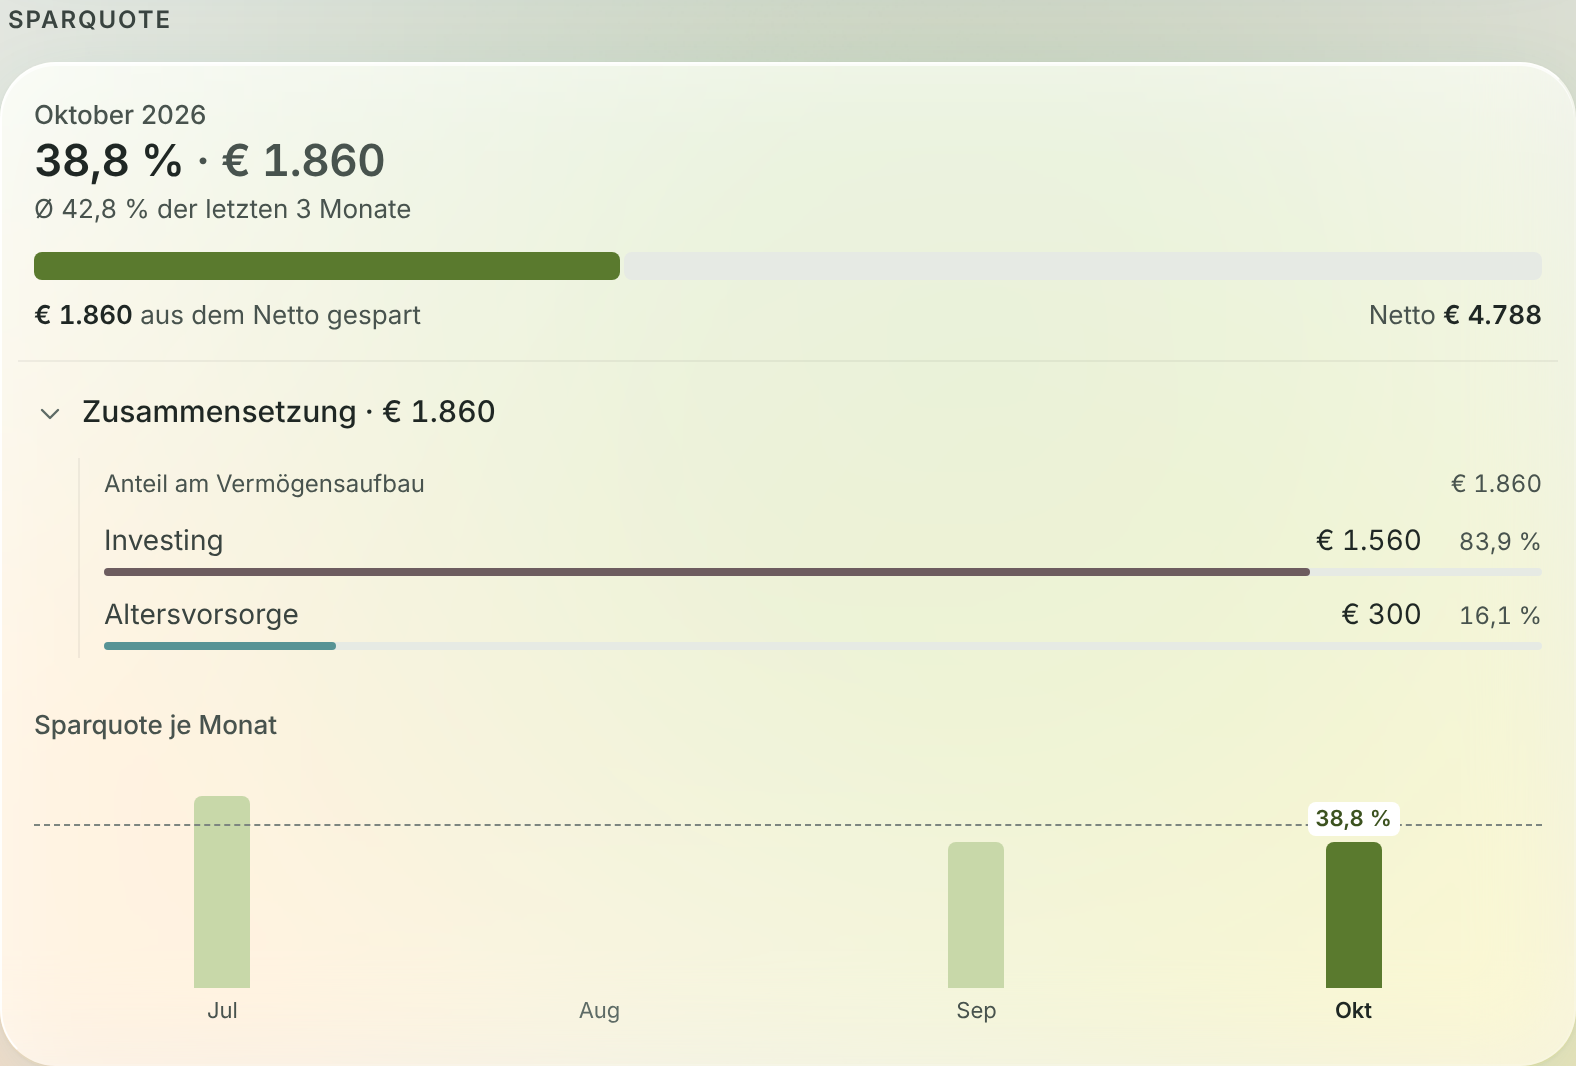 SPARQUOTE
Oktober 2026
38,8 % · € 1.860
Ø 42,8 % der letzten 3 Monate
€ 1.860 aus dem Netto gespart Netto € 4.788
Zusammensetzung · € 1.860
Anteil am Vermögensaufbau € 1.860
Investing € 1.560 83,9 %
Altersvorsorge € 300 16,1 %
Sparquote je Monat
38,8 %
Jul Aug Sep Okt